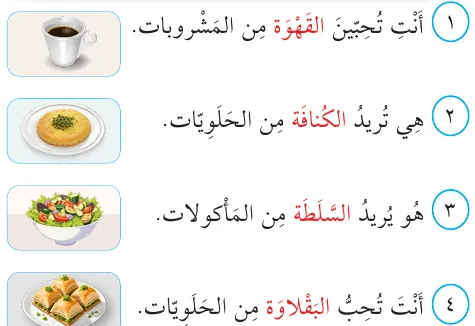 ١ أَنْتِ تُحِبّينَ القَهْوَة مِن المَشْروبات.
٢ هِي تُريدُ الكُنافَة مِن الحَلَوِيّات.
٣ هُو يُريدُ السَّلَطَة مِن المَأْكولات.
٤ أَنْتَ تُحِبُّ البَقْلاوَة مِن الحَلَوِيّات.